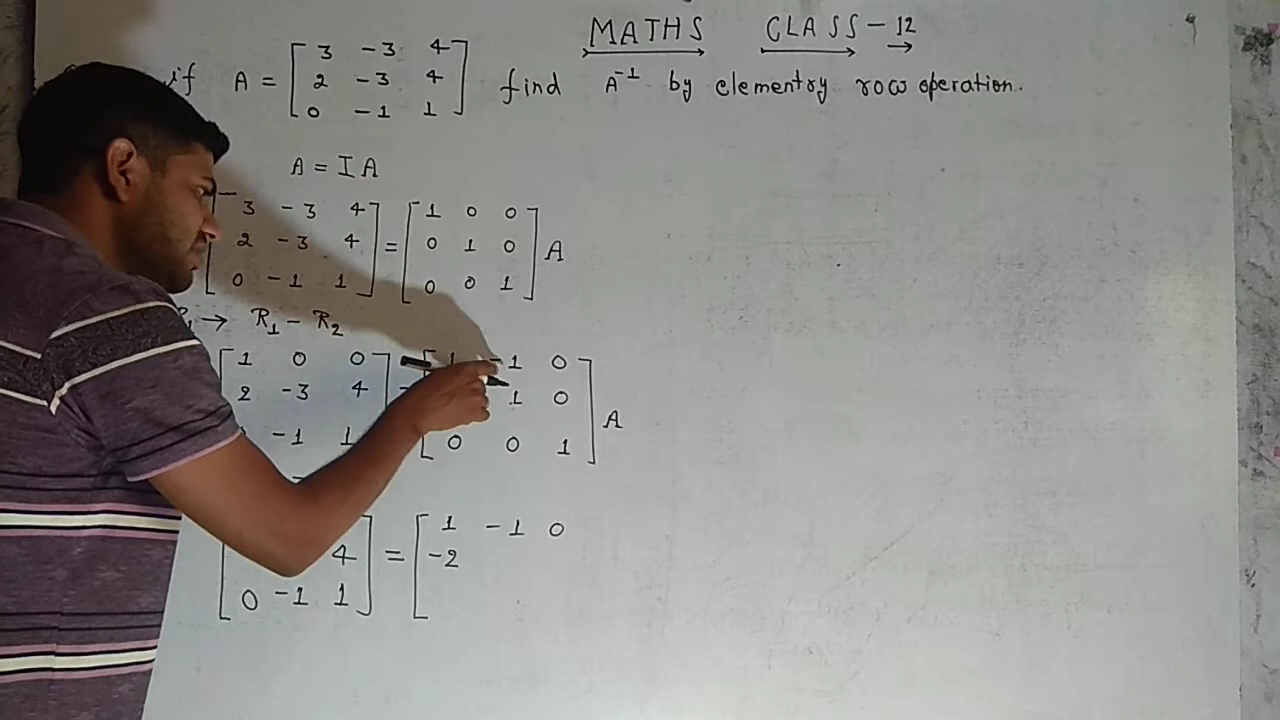 MATHS CLASS - 12
if A = [ 3 -3 4 find A⁻¹ by elementry row operation.
2 -3 4
0 -1 1 ]
A = I A
[ 3 -3 4 ] = [ 1 0 0 ] A
2 -3 4 0 1 0
0 -1 1 0 0 1
→ R₁ - R₂
[ 1 0 0 ] [ 1 -1 0 ] A
2 -3 4 1 0
-1 1 0 0 1
4 ] = [ 1 -1 0
0 -1 1 -2